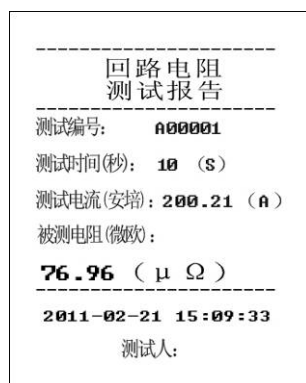 回路电阻
测试报告
测试编号: A00001
测试时间(秒): 10 (S)
测试电流(安培): 200.21 (A)
被测电阻(微欧):
76.96 (μΩ)
2011-02-21 15:09:33
测试人: